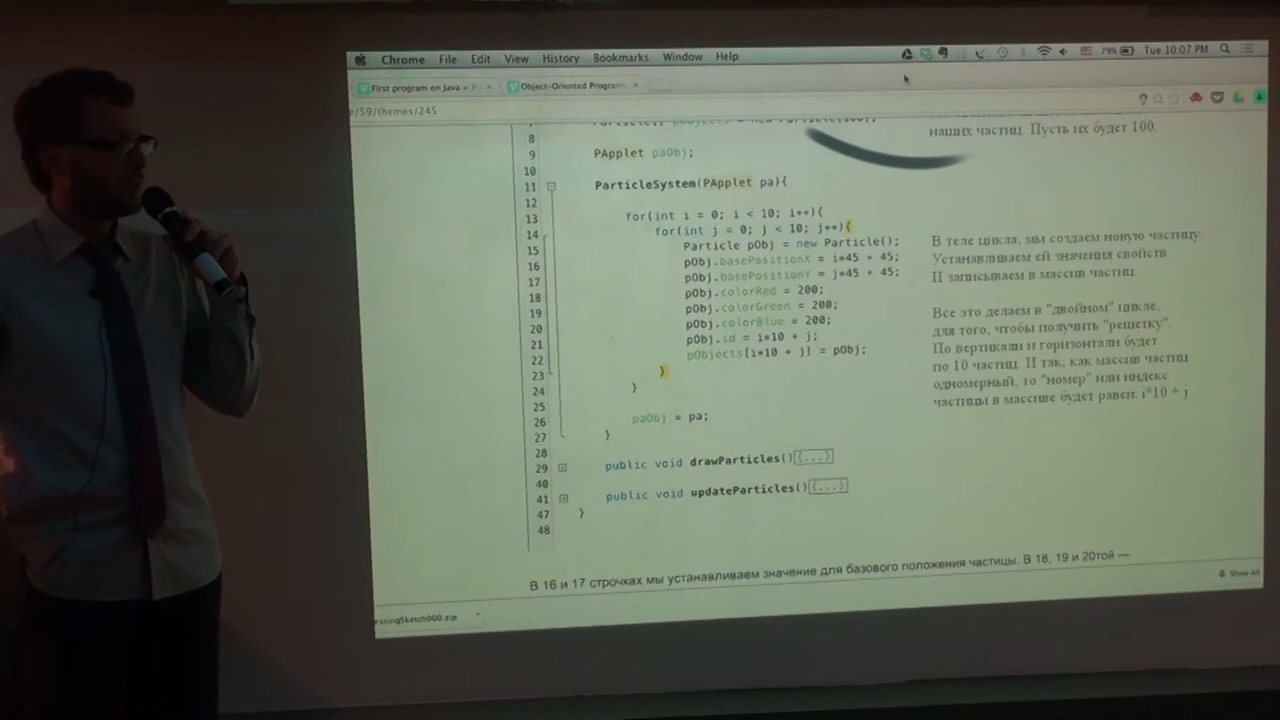 Chrome File Edit View History Bookmarks Window Help 79% Tue 10:07 PM
First program on Java Object-Oriented Program
e/59/themes/245
8
9 PApplet paObj;
10
11 ParticleSystem(PApplet pa){
12
13 for(int i = 0; i < 10; i++){
14 for(int j = 0; j < 10; j++){
15 Particle pObj = new Particle();
16 pObj.basePositionX = i*45 + 45;
17 pObj.basePositionY = j*45 + 45;
18 pObj.colorRed = 200;
19 pObj.colorGreen = 200;
20 pObj.colorBlue = 200;
21 pObj.id = i*10 + j;
22 pObjects[i*10 + j] = pObj;
23 }
24 }
25
26 paObj = pa;
27 }
28
29 public void drawParticles(){...}
40
41 public void updateParticles(){...}
47 }
48
наших частиц. Пусть их будет 100.
В теле цикла, мы создаем новую частицу.
Устанавливаем ей значения свойств
И записываем в массив частиц
Все это делаем в "двойном" цикле,
для того, чтобы получить "решетку".
По вертикали и горизонтали будет
по 10 частиц. И так, как массив частиц
одномерный, то "номер" или индекс
частицы в массиве будет равен: i*10 + j
В 16 и 17 строчках мы устанавливаем значение для базового положения частицы. В 18, 19 и 20той —
essingSketch000.zip
Show All